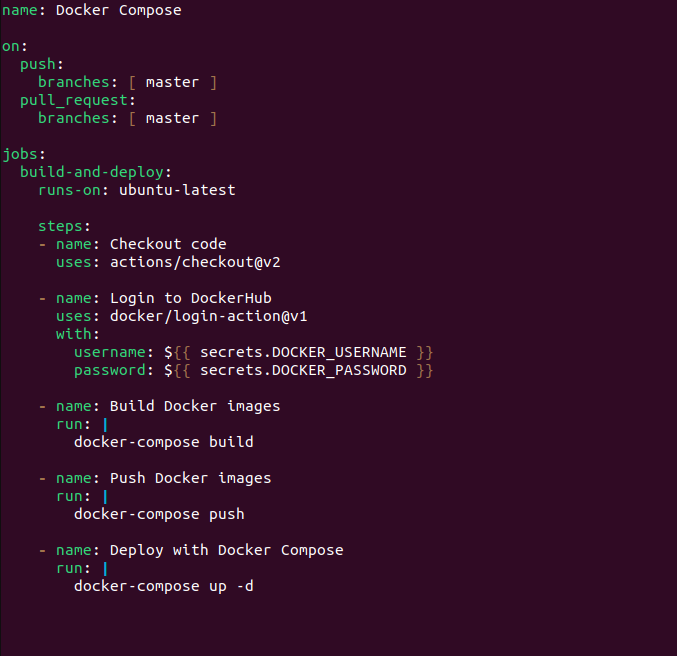 name: Docker Compose
on:
  push:
    branches: [ master ]
  pull_request:
    branches: [ master ]
jobs:
  build-and-deploy:
    runs-on: ubuntu-latest
    steps:
    - name: Checkout code
      uses: actions/checkout@v2
    - name: Login to DockerHub
      uses: docker/login-action@v1
      with:
        username: ${{ secrets.DOCKER_USERNAME }}
        password: ${{ secrets.DOCKER_PASSWORD }}
    - name: Build Docker images
      run: |
        docker-compose build
    - name: Push Docker images
      run: |
        docker-compose push
    - name: Deploy with Docker Compose
      run: |
        docker-compose up -d